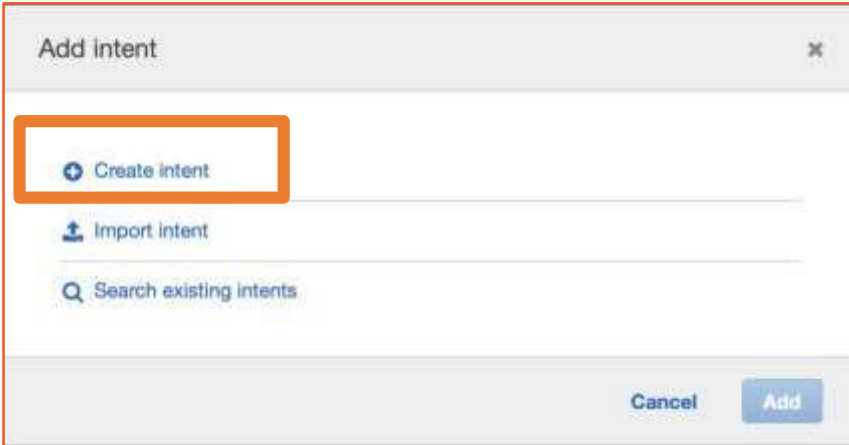 Add intent
Create intent
Import intent
Search existing intents
Cancel
Add